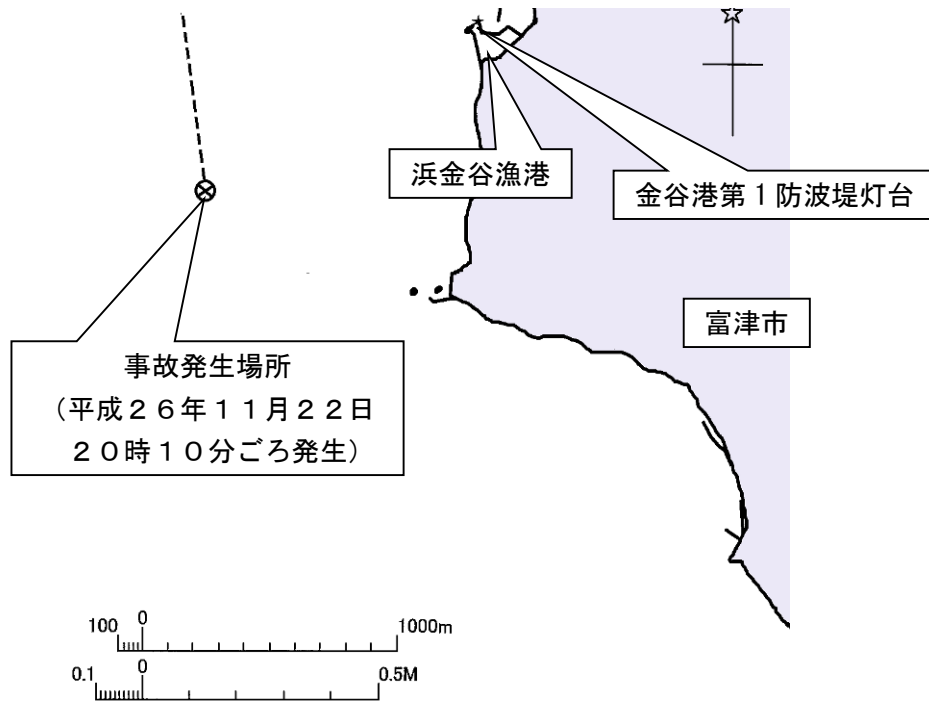 浜金谷漁港
金谷港第１防波堤灯台
富津市
事故発生場所
（平成２６年１１月２２日
２０時１０分ごろ発生）
100 0 1000m
0.1 0 0.5M